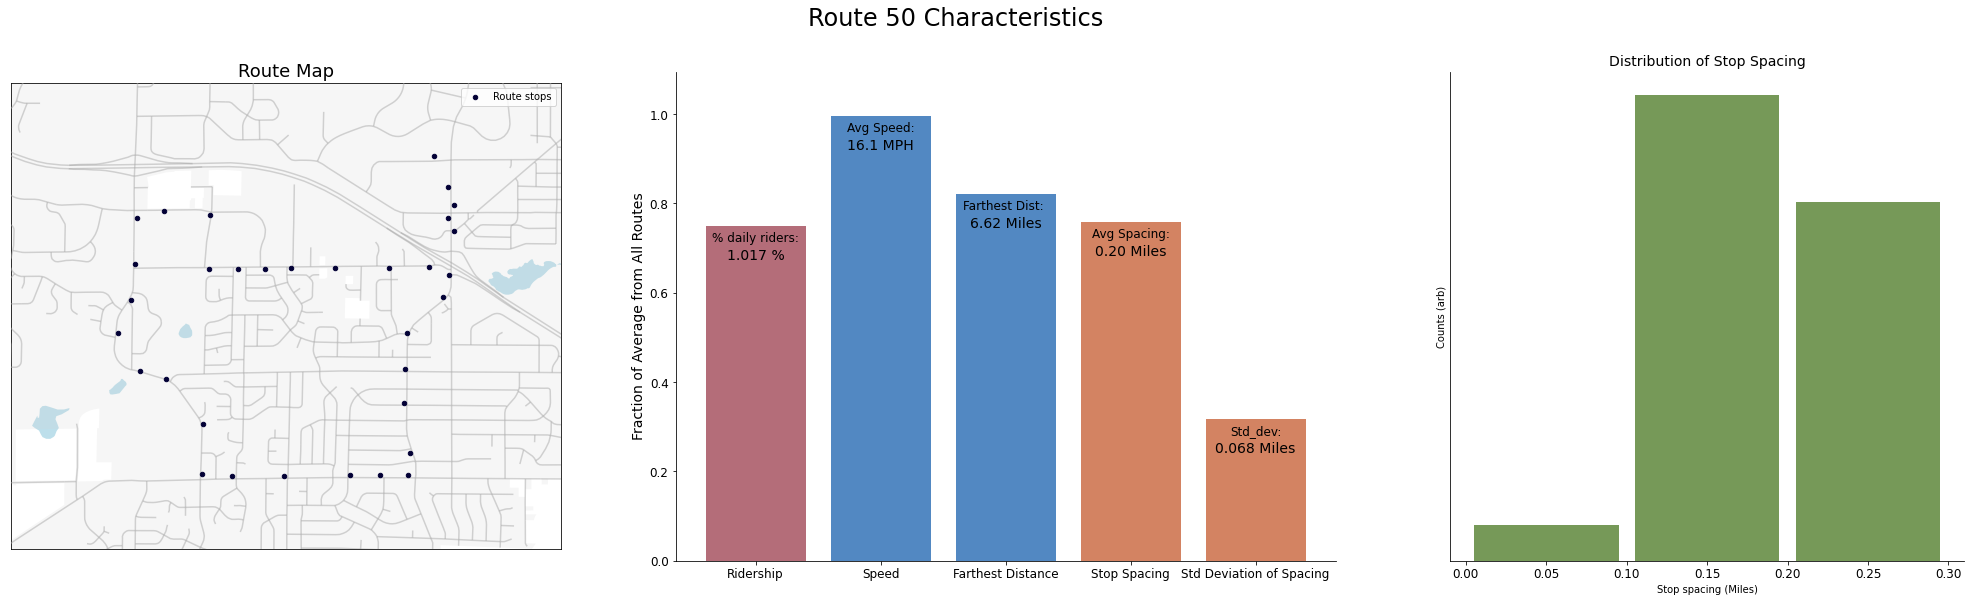 Route 50 Characteristics
Route Map
Route stops
Fraction of Average from All Routes
1.0
0.8
0.6
0.4
0.2
0.0
% daily riders:
1.017 %
Avg Speed:
16.1 MPH
Farthest Dist:
6.62 Miles
Avg Spacing:
0.20 Miles
Std_dev:
0.068 Miles
Ridership
Speed
Farthest Distance
Stop Spacing
Std Deviation of Spacing
Distribution of Stop Spacing
Counts (arb)
0.00
0.05
0.10
0.15
0.20
0.25
0.30
Stop spacing (Miles)